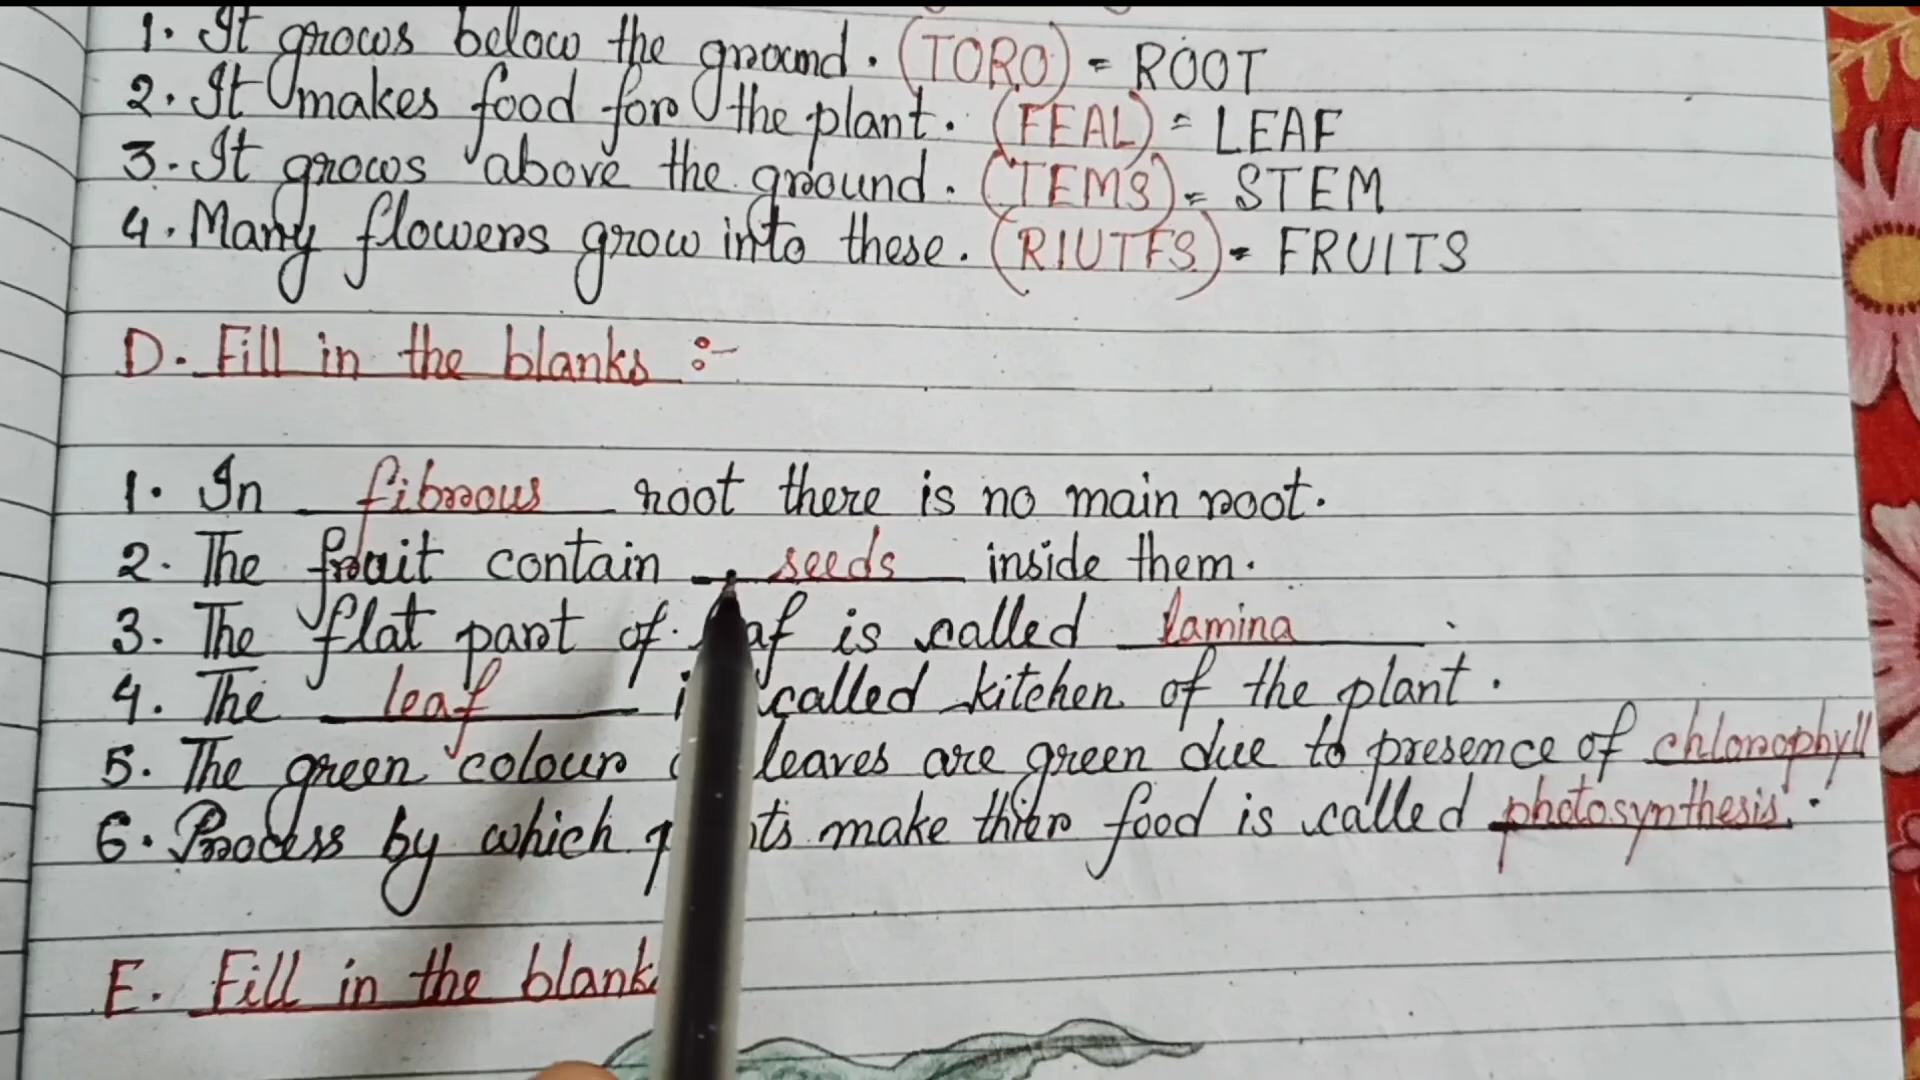 1. It grows below the ground. (TORO) = ROOT
2. It makes food for the plant. (FEAL) = LEAF
3. It grows above the ground. (TEMS) = STEM
4. Many flowers grow into these. (RIUTFS) = FRUITS
D. Fill in the blanks :-
1. In fibrous root there is no main root.
2. The fruit contain seeds inside them.
3. The flat part of is called lamina.
4. The leaf called kitchen of the plant.
5. The green colour leaves are green due to presence of chlorophyll
6. Process by which make thier food is called photosynthesis.
E. Fill in the blank